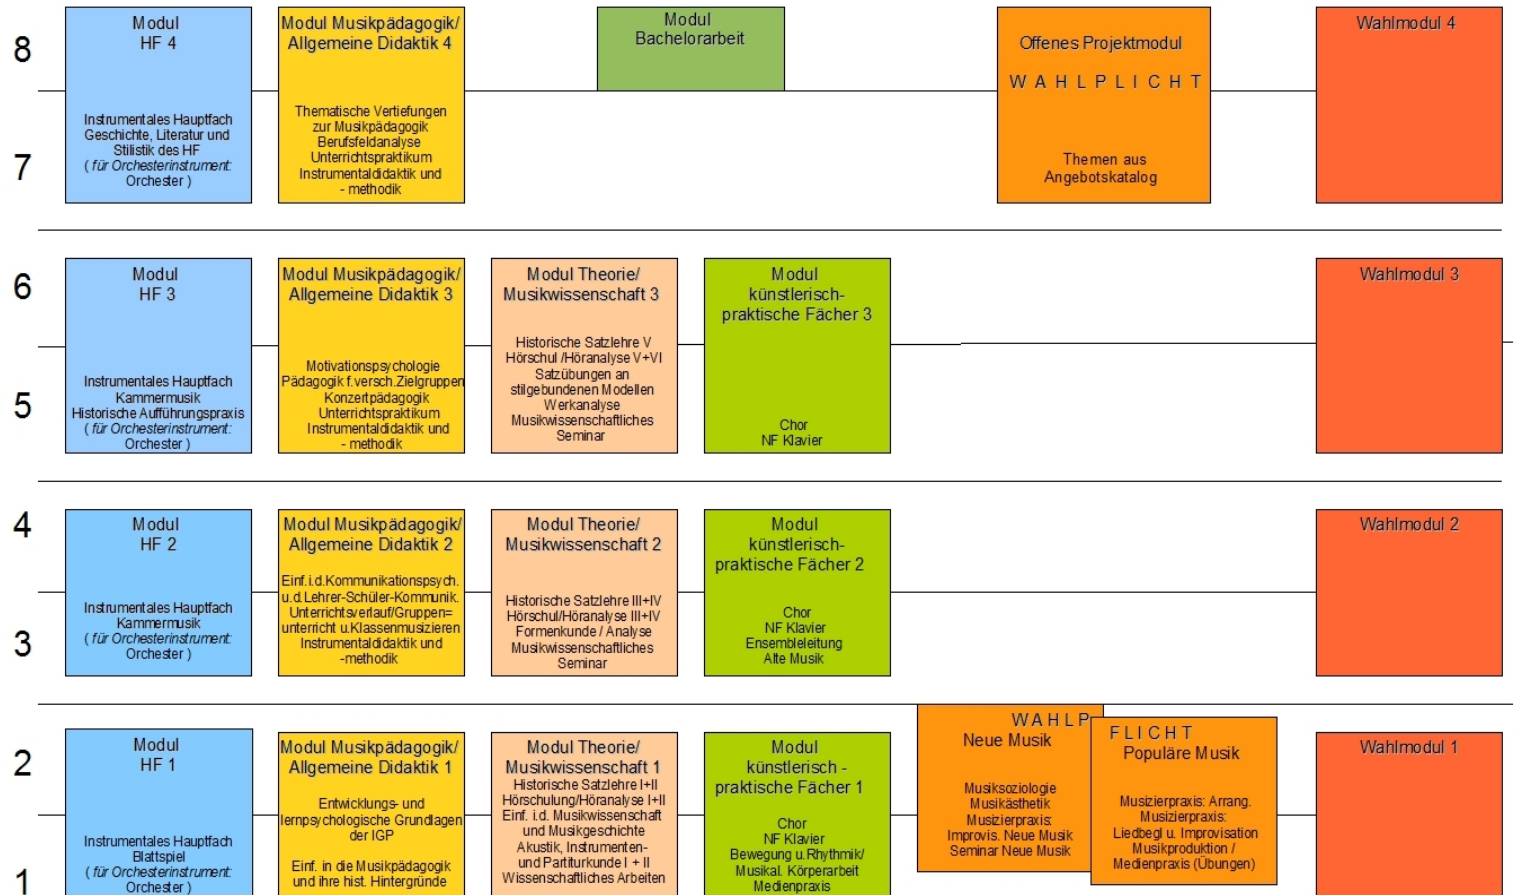 8
7
Modul
HF 4
Instrumentales Hauptfach
Geschichte, Literatur und
Stilistik des HF
( für Orchesterinstrument:
Orchester )
Modul Musikpädagogik/
Allgemeine Didaktik 4
Thematische Vertiefungen
zur Musikpädagogik
Berufsfeldanalyse
Unterrichtspraktikum
Instrumentaldidaktik und
- methodik
Modul
Bachelorarbeit
Offenes Projektmodul
W A H L P L I C H T
Themen aus
Angebotskatalog
Wahlmodul 4
6
5
Modul
HF 3
Instrumentales Hauptfach
Kammermusik
Historische Aufführungspraxis
( für Orchesterinstrument:
Orchester )
Modul Musikpädagogik/
Allgemeine Didaktik 3
Motivationspsychologie
Pädagogik f.versch.Zielgruppen
Konzertpädagogik
Unterrichtspraktikum
Instrumentaldidaktik und
- methodik
Modul Theorie/
Musikwissenschaft 3
Historische Satzlehre V
Hörschul /Höranalyse V+VI
Satzübungen an
stilgebundenen Modellen
Werkanalyse
Musikwissenschaftliches
Seminar
Modul
künstlerisch-
praktische Fächer 3
Chor
NF Klavier
Wahlmodul 3
4
3
Modul
HF 2
Instrumentales Hauptfach
Kammermusik
( für Orchesterinstrument:
Orchester )
Modul Musikpädagogik/
Allgemeine Didaktik 2
Einf.i.d.Kommunikationspsych.
u.d.Lehrer-Schüler-Kommunik.
Unterrichtsverlauf/Gruppen=
unterricht u.Klassenmusizieren
Instrumentaldidaktik und
-methodik
Modul Theorie/
Musikwissenschaft 2
Historische Satzlehre III+IV
Hörschul/Höranalyse III+IV
Formenkunde / Analyse
Musikwissenschaftliches
Seminar
Modul
künstlerisch-
praktische Fächer 2
Chor
NF Klavier
Ensembleleitung
Alte Musik
Wahlmodul 2
2
1
Modul
HF 1
Instrumentales Hauptfach
Blattspiel
( für Orchesterinstrument:
Orchester )
Modul Musikpädagogik/
Allgemeine Didaktik 1
Entwicklungs- und
lernpsychologische Grundlagen
der IGP
Einf. in die Musikpädagogik
und ihre hist. Hintergründe
Modul Theorie/
Musikwissenschaft 1
Historische Satzlehre I+II
Hörschulung/Höranalyse I+II
Einf. i.d. Musikwissenschaft
und Musikgeschichte
Akustik, Instrumenten-
und Partiturkunde I + II
Wissenschaftliches Arbeiten
Modul
künstlerisch -
praktische Fächer 1
Chor
NF Klavier
Bewegung u.Rhythmik/
Musikal. Körperarbeit
Medienpraxis
W A H L P
Neue Musik
Musiksoziologie
Musikästhetik
Musizierpraxis:
Improvis. Neue Musik
Seminar Neue Musik
F L I C H T
Populäre Musik
Musizierpraxis: Arrang.
Musizierpraxis:
Liedbegl u. Improvisation
Musikproduktion /
Medienpraxis (Übungen)
Wahlmodul 1